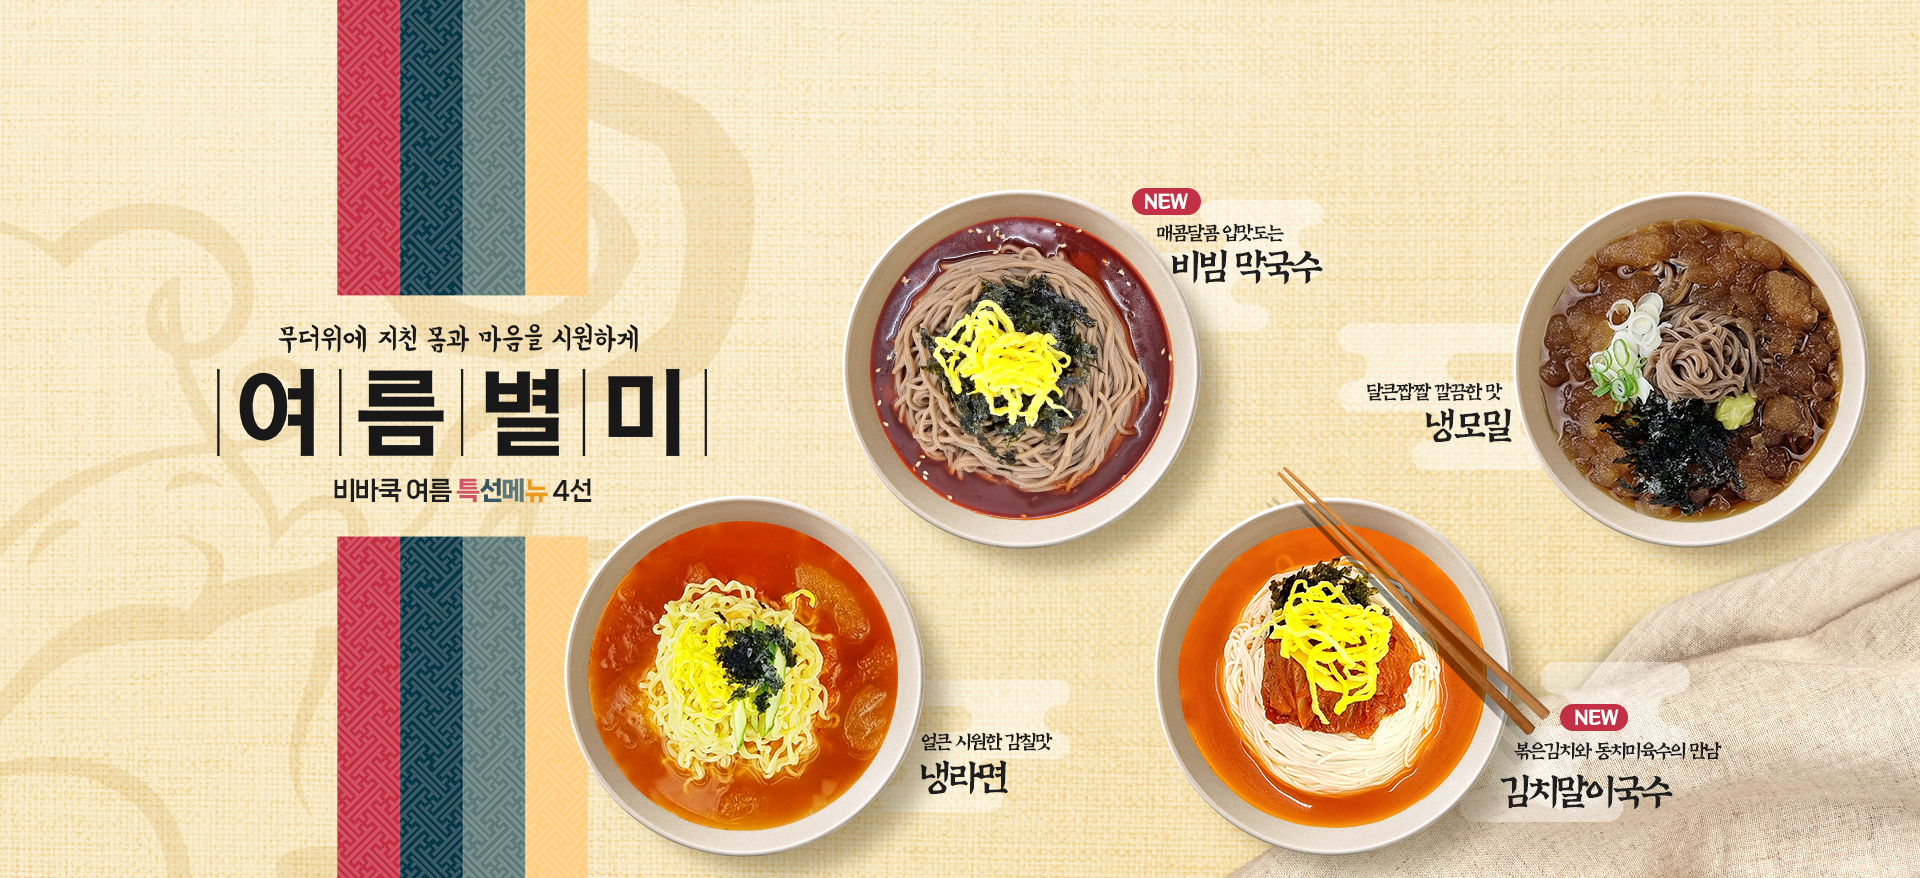 무더위에 지친 몸과 마음을 시원하게
여름별미
비바쿡 여름 특선메뉴 4선
NEW
매콤달콤 입맛도는
비빔 막국수
달큰짭짤 깔끔한 맛
냉모밀
얼큰 시원한 감칠맛
냉라면
NEW
볶은김치와 동치미육수의 만남
김치말이국수